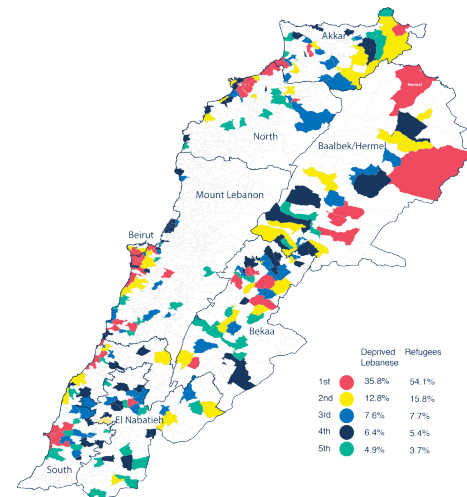 Akkar
Hermel
North
Baalbek/Hermel
Mount Lebanon
Beirut
Bekaa
El Nabatieh
South
Deprived Lebanese Refugees
1st 35.8% 54.1%
2nd 12.8% 15.8%
3rd 7.6% 7.7%
4th 6.4% 5.4%
5th 4.9% 3.7%